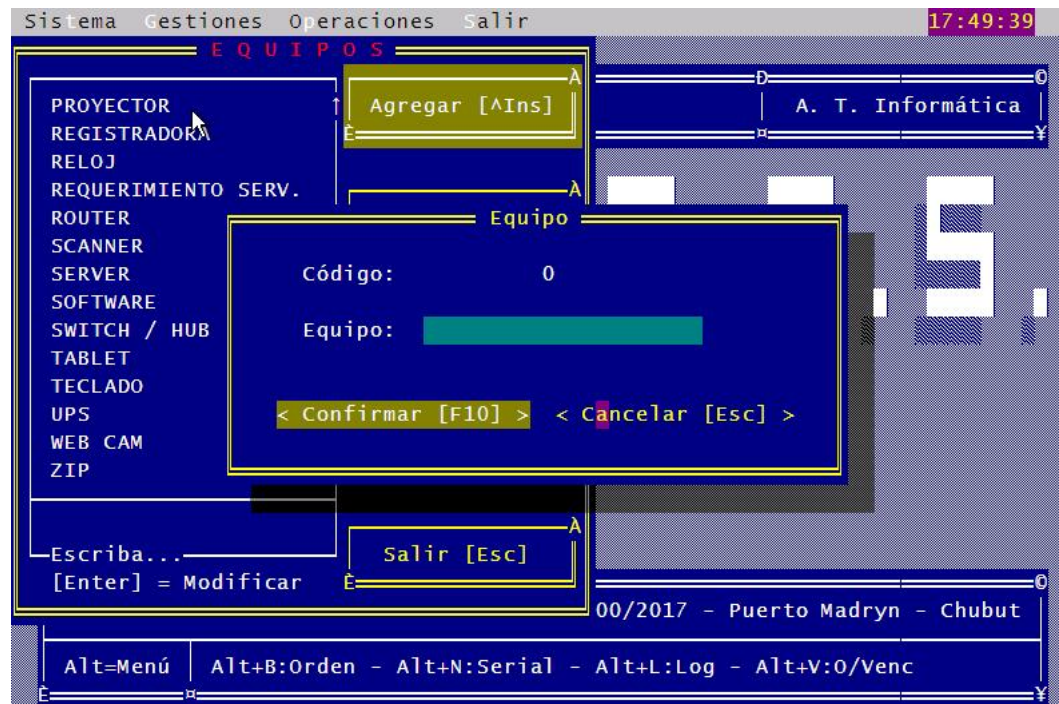 Sistema Gestiones Operaciones Salir 17:49:39
E Q U I P O S
PROYECTOR
REGISTRADORA
RELOJ
REQUERIMIENTO SERV.
ROUTER
SCANNER
SERVER
SOFTWARE
SWITCH / HUB
TABLET
TECLADO
UPS
WEB CAM
ZIP
Escriba...
[Enter] = Modificar
Agregar [^Ins]
A. T. Informática
Equipo
Código: 0
Equipo:
< Confirmar [F10] > < Cancelar [Esc] >
Salir [Esc]
00/2017 - Puerto Madryn - Chubut
Alt=Menú Alt+B:Orden - Alt+N:Serial - Alt+L:Log - Alt+V:O/Venc